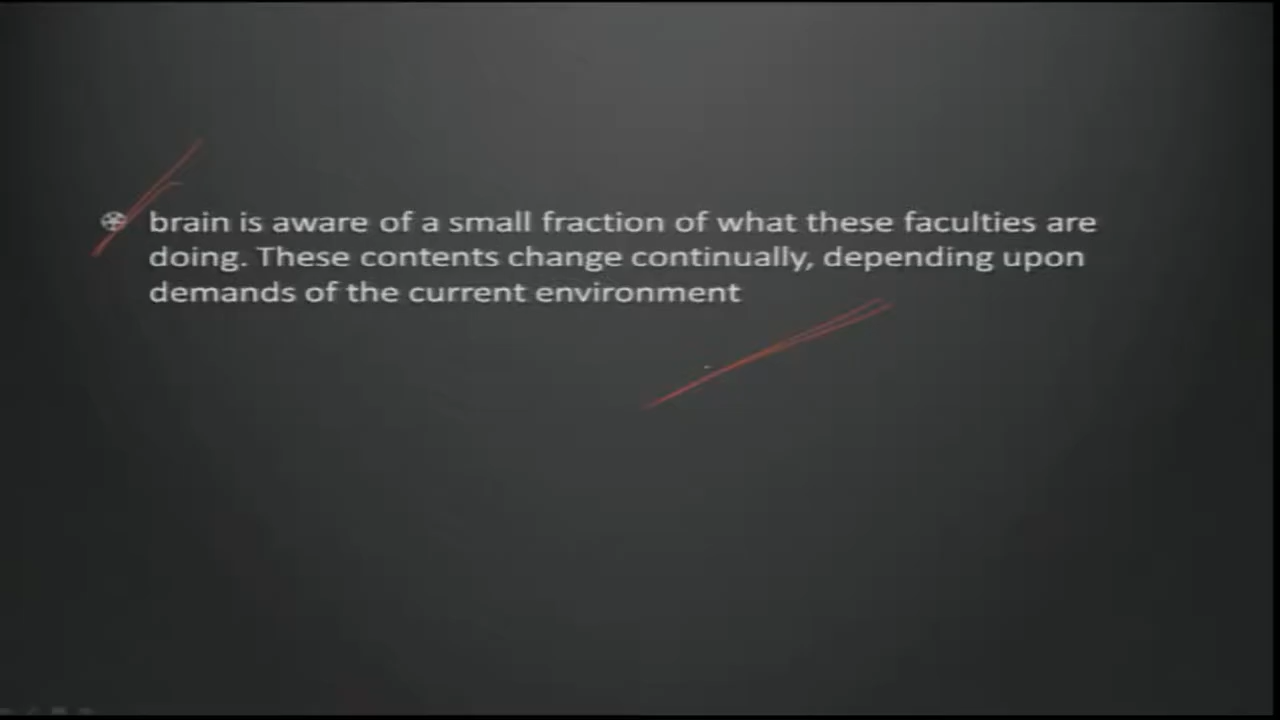 brain is aware of a small fraction of what these faculties are
doing. These contents change continually, depending upon
demands of the current environment